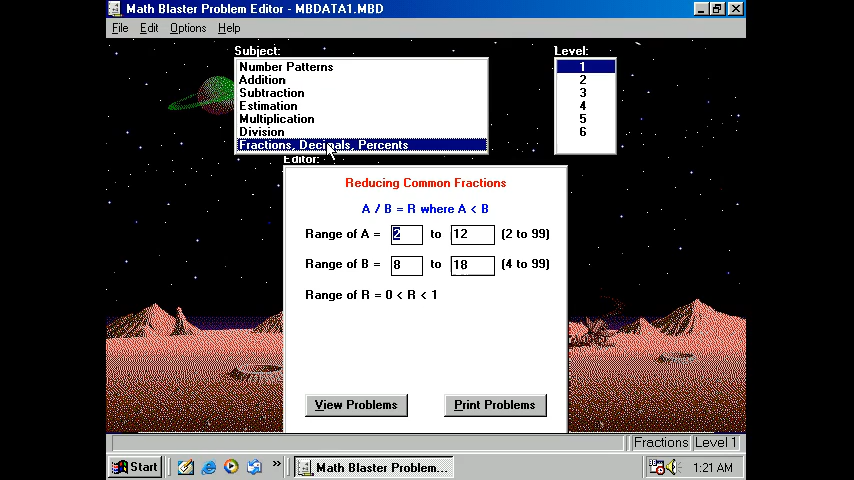 Math Blaster Problem Editor - MBDATA1.MBD
File Edit Options Help
Subject:
Level:
Number Patterns
Addition
Subtraction
Estimation
Multiplication
Division
Fractions, Decimals, Percents
1
2
3
4
5
6
Editor:
Reducing Common Fractions
A / B = R where A < B
Range of A = 2 to 12 (2 to 99)
Range of B = 8 to 18 (4 to 99)
Range of R = 0 < R < 1
View Problems
Print Problems
Fractions Level 1
Start » Math Blaster Problem... 1:21 AM